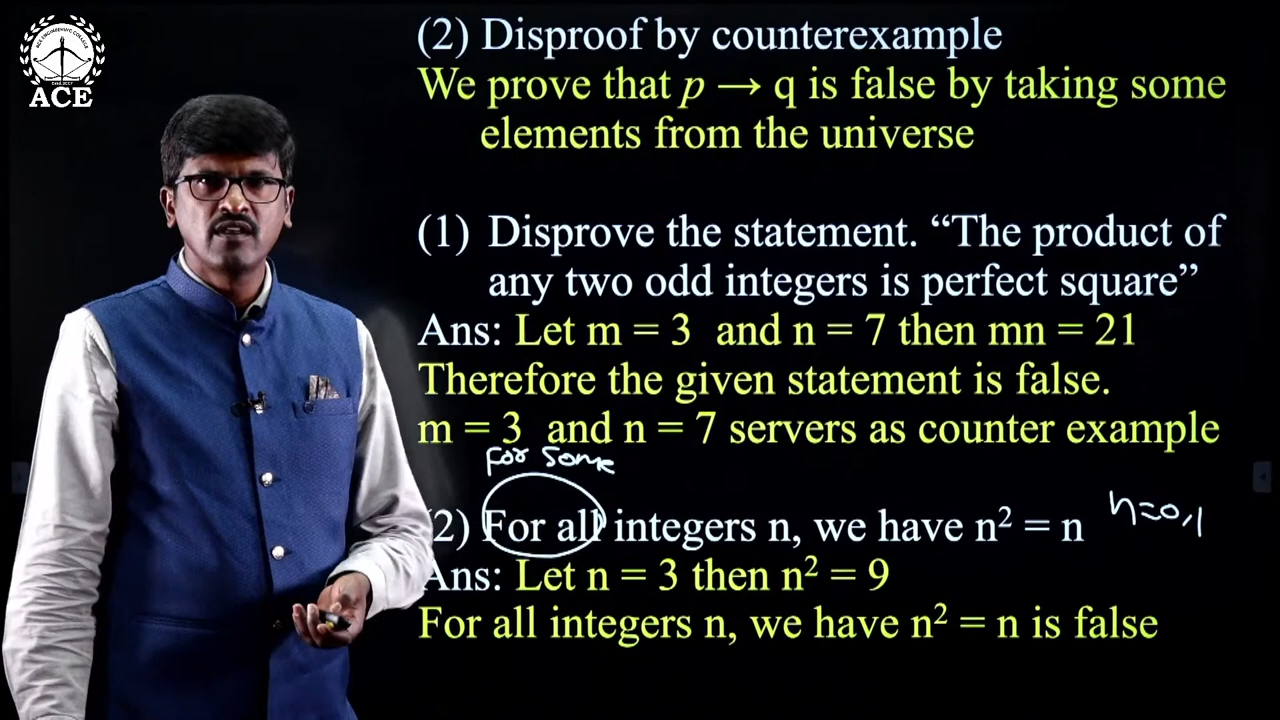 ACE
(2) Disproof by counterexample
We prove that p → q is false by taking some
elements from the universe
(1) Disprove the statement. “The product of
any two odd integers is perfect square”
Ans: Let m = 3 and n = 7 then mn = 21
Therefore the given statement is false.
m = 3 and n = 7 servers as counter example
For Some
(2) For all integers n, we have n² = n
n=0,1
Ans: Let n = 3 then n² = 9
For all integers n, we have n² = n is false